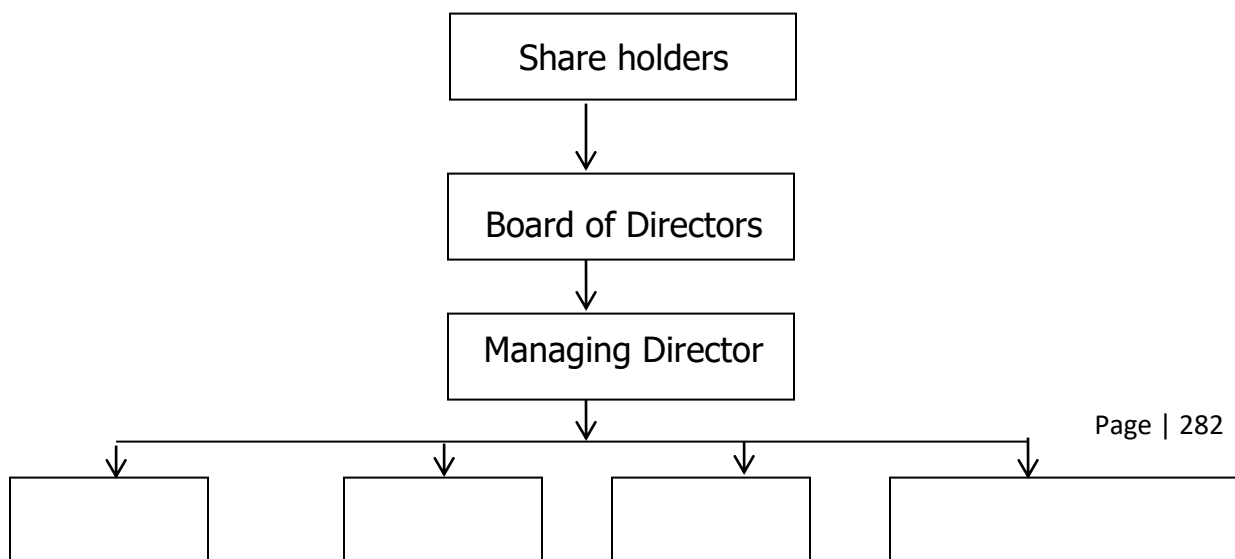 Share holders
Board of Directors
Managing Director
Page | 282